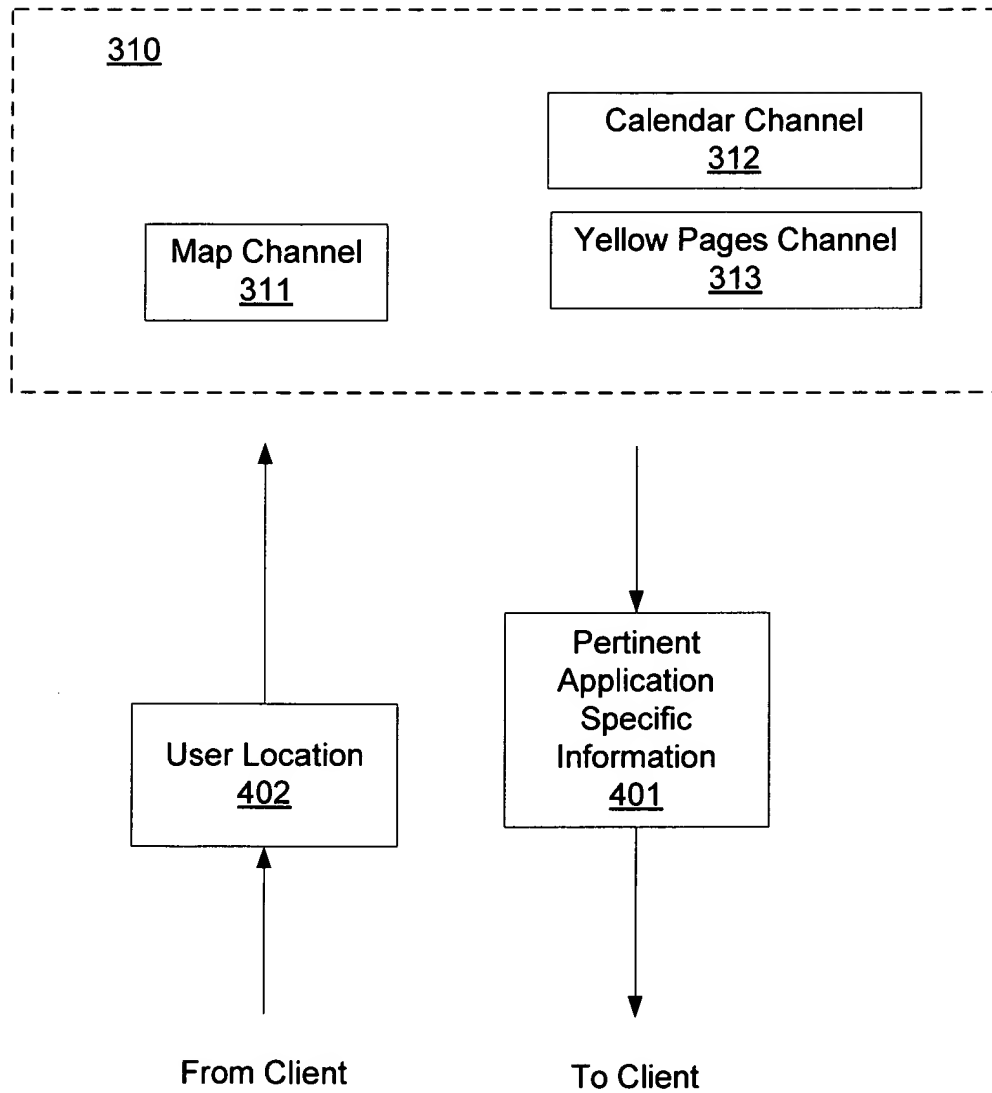 310
Calendar Channel
312
Yellow Pages Channel
313
Map Channel
311
Pertinent
Application
Specific
Information
401
User Location
402
From Client
To Client